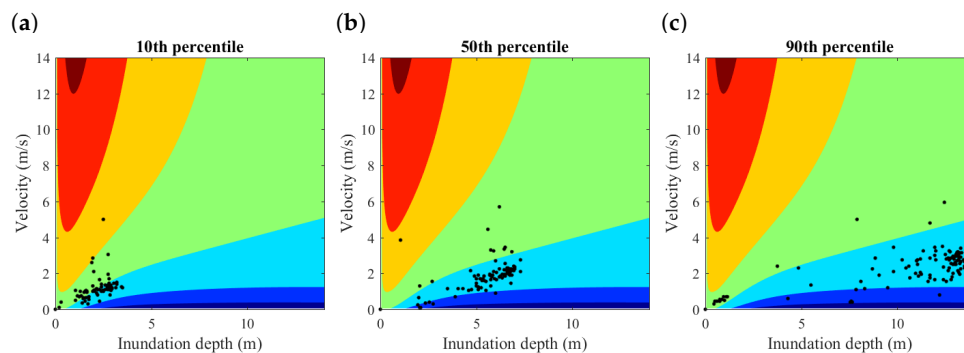 (a) (b) (c)
10th percentile 50th percentile 90th percentile
14 14 14
12 12 12
10 10 10
8 8 8
6 6 6
4 4 4
2 2 2
0 0 0
Velocity (m/s) Velocity (m/s) Velocity (m/s)
0 5 10 0 5 10 0 5 10
Inundation depth (m) Inundation depth (m) Inundation depth (m)